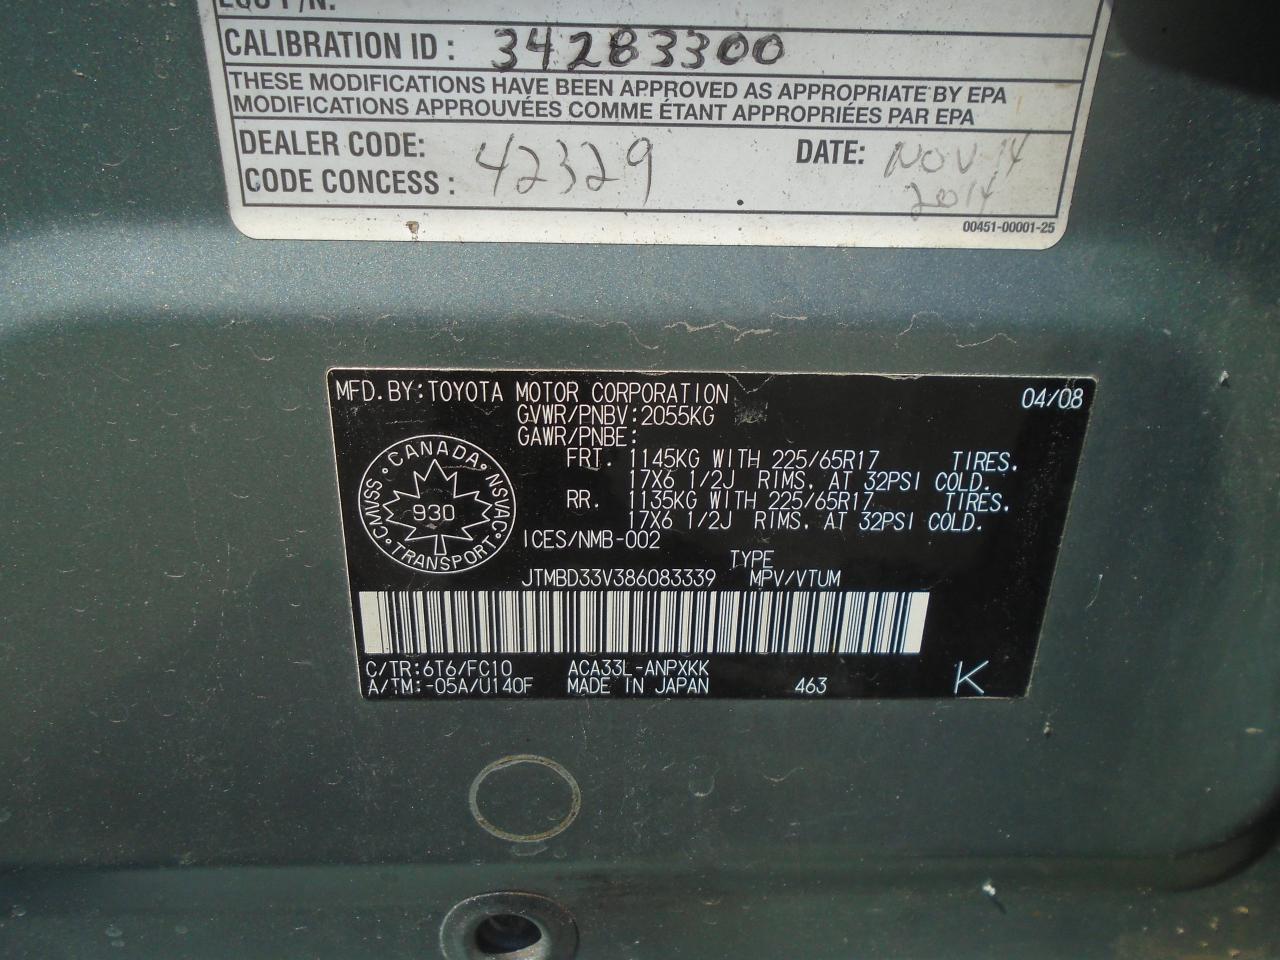 CALIBRATION ID : 34283300
THESE MODIFICATIONS HAVE BEEN APPROVED AS APPROPRIATE BY EPA
MODIFICATIONS APPROUVÉES COMME ÉTANT APPROPRIÉES PAR EPA
DEALER CODE:
CODE CONCESS : 42329
DATE: NOV 14
2014
00451-00001-25
MFD. BY: TOYOTA MOTOR CORPORATION 04/08
GVWR/PNBV: 2055KG
GAWR/PNBE:
FRT. 1145KG WITH 225/65R17 TIRES.
17X6 1/2J RIMS. AT 32PSI COLD.
RR. 1135KG WITH 225/65R17 TIRES.
17X6 1/2J RIMS. AT 32PSI COLD.
CANADA · NSVAC · TRANSPORT · CMVSS ·
930
ICES/NMB-002
TYPE
JTMBD33V386083339 MPV/VTUM
C/TR: 6T6/FC10 ACA33L-ANPXKK
A/TM: -05A/U140F MADE IN JAPAN 463 K